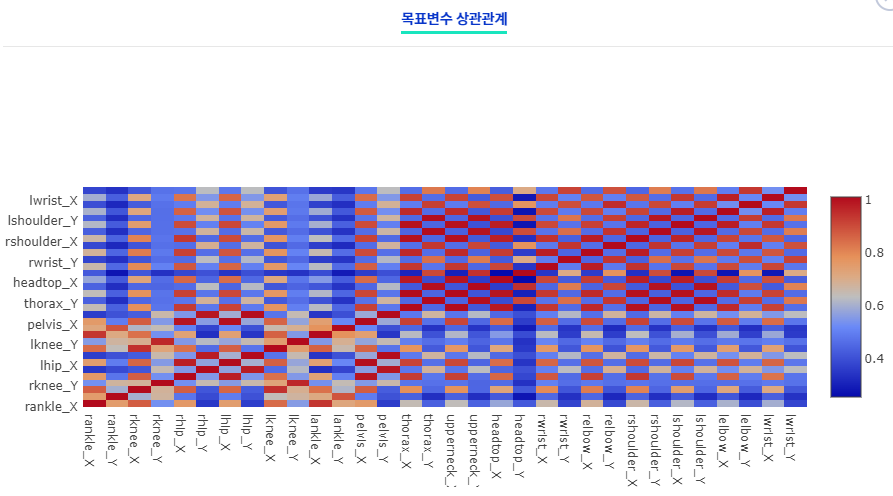 목표변수 상관관계
lwrist_X
lshoulder_Y
rshoulder_X
rwrist_Y
headtop_X
thorax_Y
pelvis_X
lknee_Y
lhip_X
rknee_Y
rankle_X
1
0.8
0.6
0.4
rankle_X
rankle_Y
rknee_X
rknee_Y
rhip_X
rhip_Y
lhip_X
lhip_Y
lknee_X
lknee_Y
lankle_X
lankle_Y
pelvis_X
pelvis_Y
thorax_X
thorax_Y
upperneck_
upperneck_
headtop_X
headtop_Y
rwrist_X
rwrist_Y
relbow_X
relbow_Y
rshoulder_X
rshoulder_Y
lshoulder_X
lshoulder_Y
lelbow_X
lelbow_Y
lwrist_X
lwrist_Y